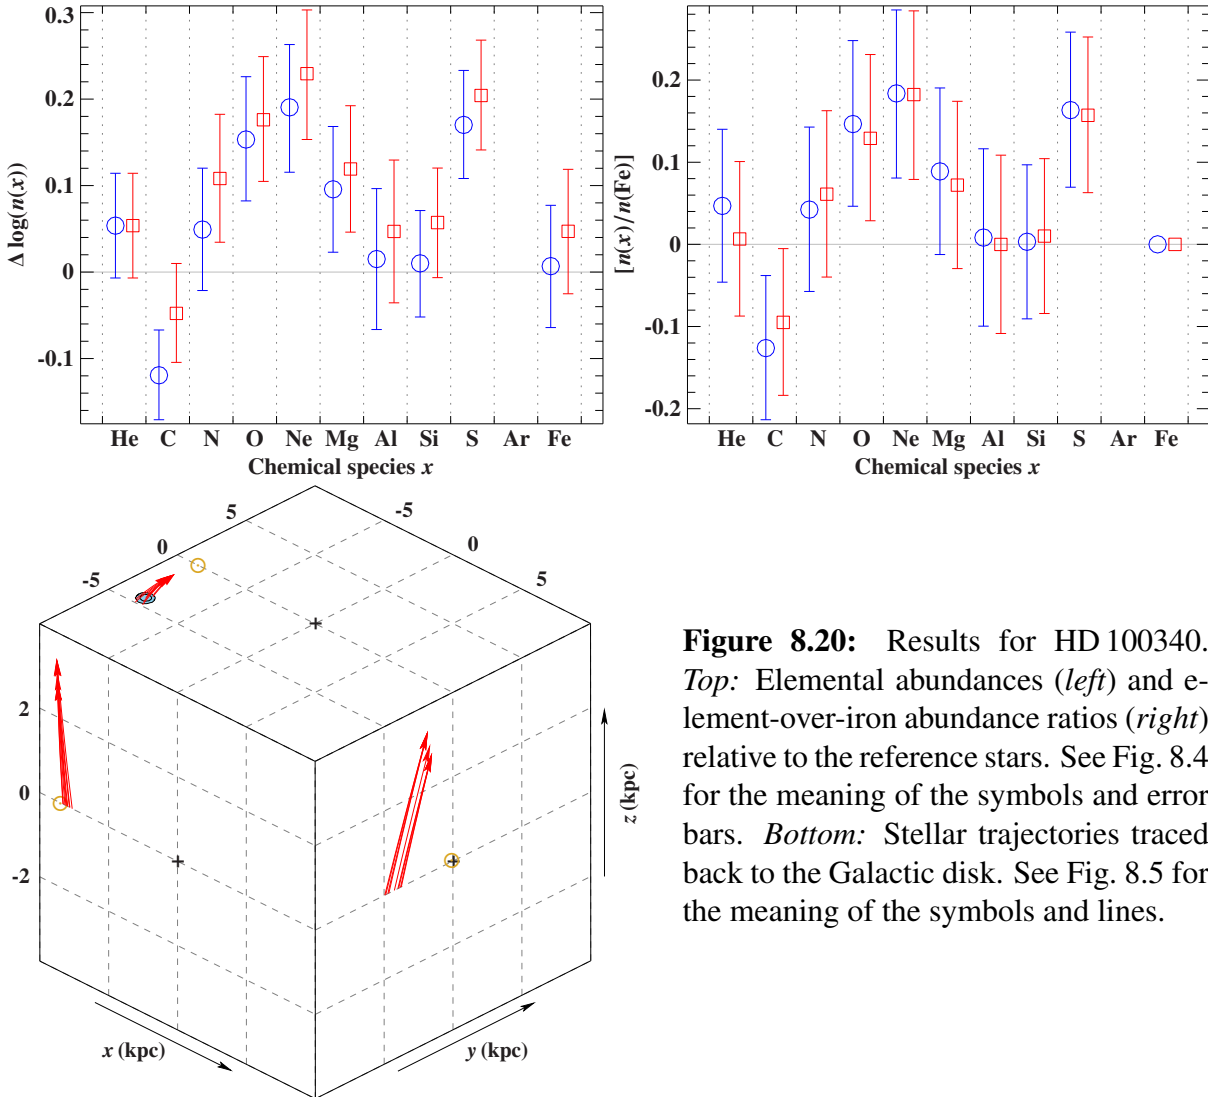 0.3
0.2
0.1
0
-0.1
Δ log(n(x))
He C N O Ne Mg Al Si S Ar Fe
Chemical species x
0.2
0.1
0
-0.1
-0.2
[n(x)/n(Fe)]
He C N O Ne Mg Al Si S Ar Fe
Chemical species x
5
0
-5
-5
0
5
2
0
-2
x (kpc)
y (kpc)
z (kpc)
Figure 8.20: Results for HD 100340.
Top: Elemental abundances (left) and e-
lement-over-iron abundance ratios (right)
relative to the reference stars. See Fig. 8.4
for the meaning of the symbols and error
bars. Bottom: Stellar trajectories traced
back to the Galactic disk. See Fig. 8.5 for
the meaning of the symbols and lines.